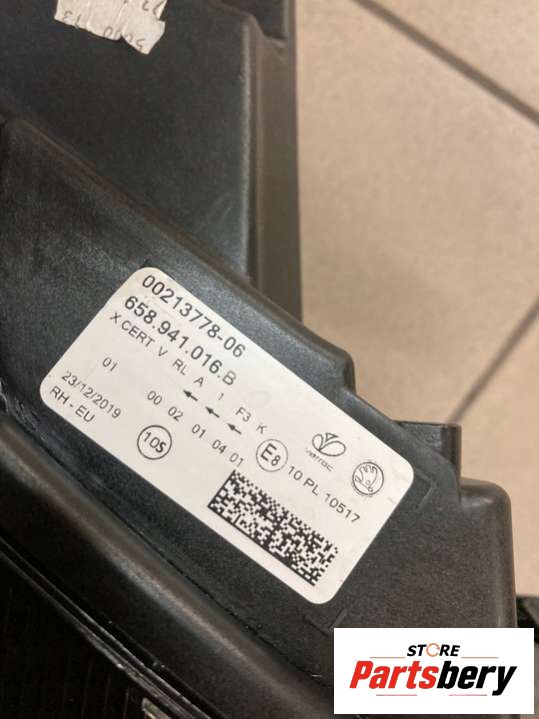 00213778-06
658.941.016.B
X CERT V RL A 1 F3 K
01 00 02 01 04 01
23/12/2019
RH-EU
10S
E8 10 PL 10517
varroc
STORE
Partsbery